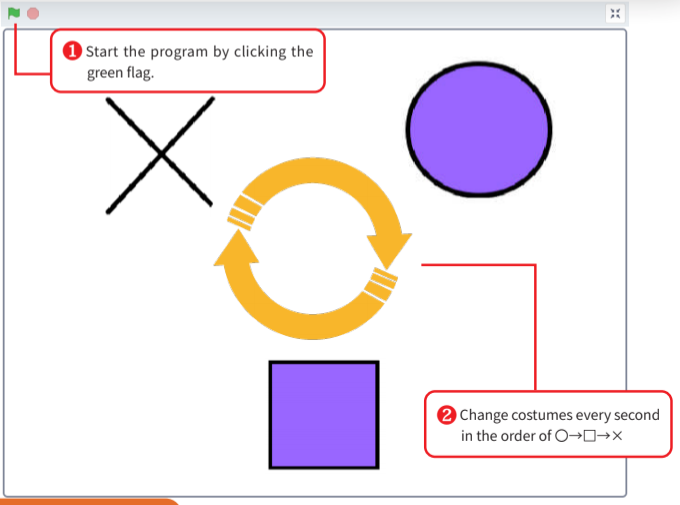 ❶ Start the program by clicking the
green flag.
❷ Change costumes every second
in the order of ○→□→×